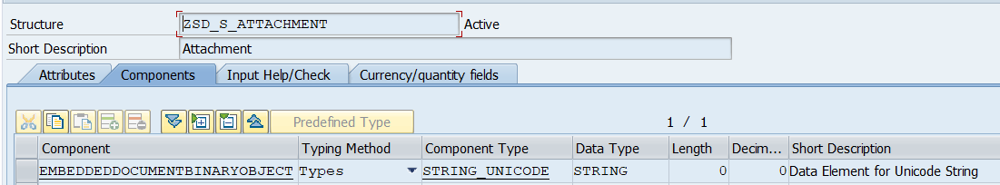 Structure ZSD_S_ATTACHMENT Active
Short Description Attachment
Attributes Components Input Help/Check Currency/quantity fields
Predefined Type 1 / 1
Component Typing Method Component Type Data Type Length Decim... Short Description
EMBEDDEDDOCUMENTBINARYOBJECT Types STRING_UNICODE STRING 0 0 Data Element for Unicode String